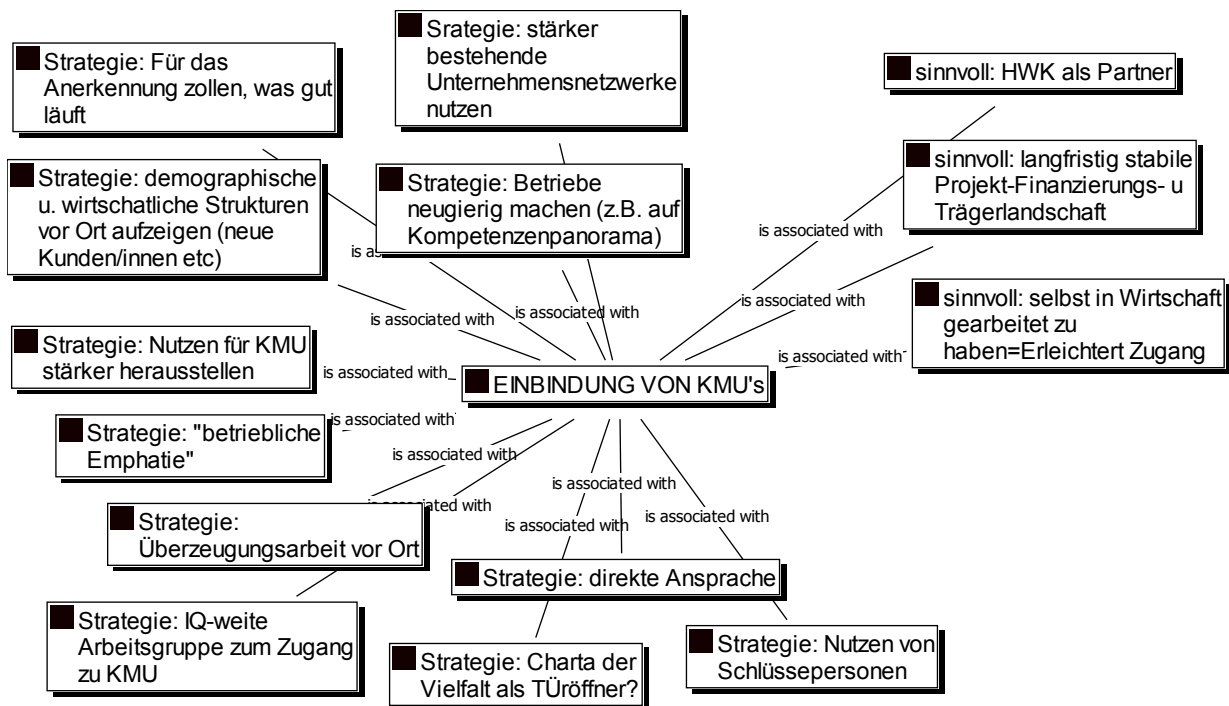 Strategie: Für das
Anerkennung zollen, was gut
läuft
Srategie: stärker
bestehende
Unternehmensnetzwerke
nutzen
sinnvoll: HWK als Partner
Strategie: demographische
u. wirtschatliche Strukturen
vor Ort aufzeigen (neue
Kunden/innen etc)
Strategie: Betriebe
neugierig machen (z.B. auf
Kompetenzenpanorama)
sinnvoll: langfristig stabile
Projekt-Finanzierungs- u
Trägerlandschaft
is associated with
is as
is associated with
is associated with
is associated with
sinnvoll: selbst in Wirtschaft
gearbeitet zu
haben=Erleichtert Zugang
Strategie: Nutzen für KMU
stärker herausstellen
is associated with
is associated with
EINBINDUNG VON KMU's
Strategie: "betriebliche
Emphatie"
is associated with
is associated with
is associated with
is associated with
is associated with
is associated with
Strategie:
Überzeugungsarbeit vor Ort
Strategie: direkte Ansprache
Strategie: IQ-weite
Arbeitsgruppe zum Zugang
zu KMU
Strategie: Charta der
Vielfalt als TÜröffner?
Strategie: Nutzen von
Schlüssepersonen